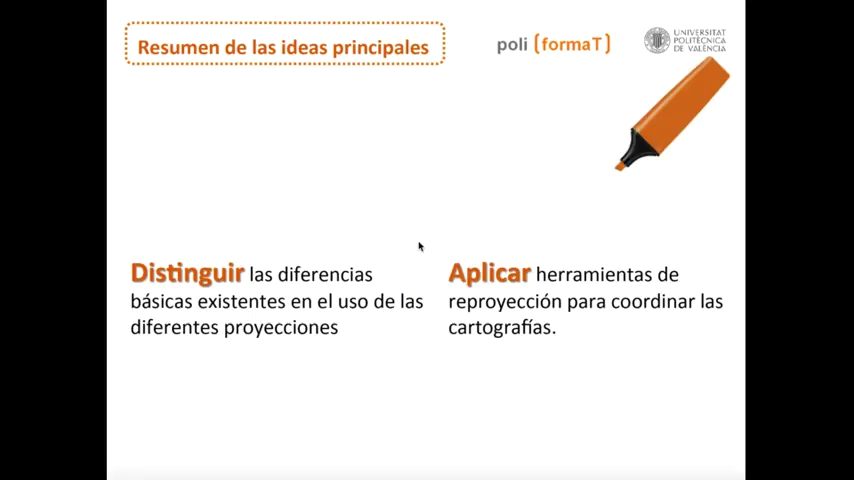 Resumen de las ideas principales
poli [formaT]
UNIVERSITAT
POLITÈCNICA
DE VALÈNCIA
Distinguir las diferencias
básicas existentes en el uso de las
diferentes proyecciones
Aplicar herramientas de
reproyección para coordinar las
cartografías.